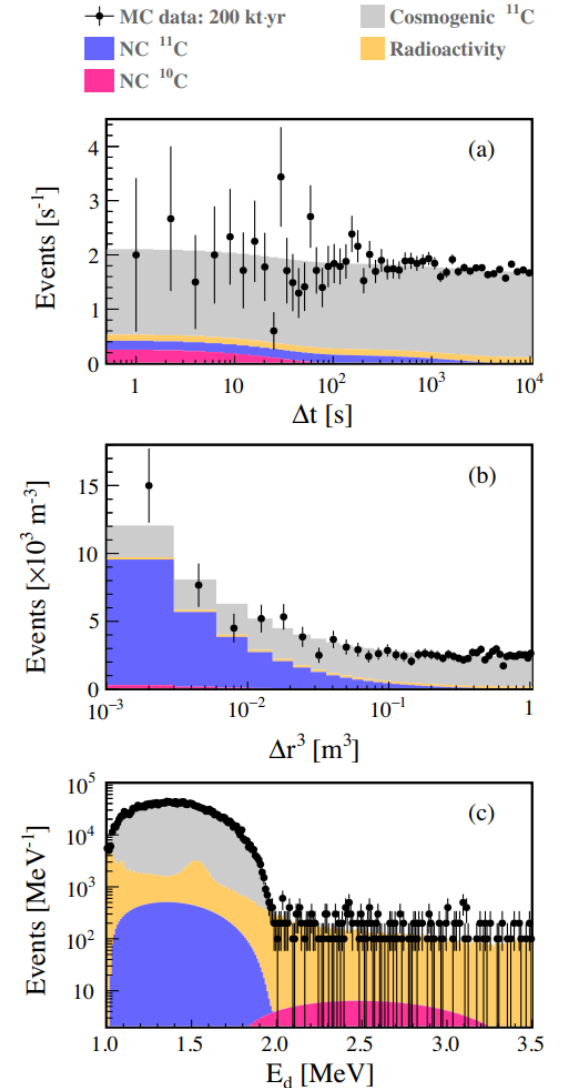 MC data: 200 kt·yr Cosmogenic ¹¹C
NC ¹¹C Radioactivity
NC ¹⁰C
(a)
Events [s⁻¹]
4
3
2
1
0
1 10 10² 10³ 10⁴
Δt [s]
(b)
Events [×10³ m⁻³]
15
10
5
0
10⁻³ 10⁻² 10⁻¹ 1
Δr³ [m³]
(c)
Events [MeV⁻¹]
10⁵
10⁴
10³
10²
10
1.0 1.5 2.0 2.5 3.0 3.5
E_d [MeV]